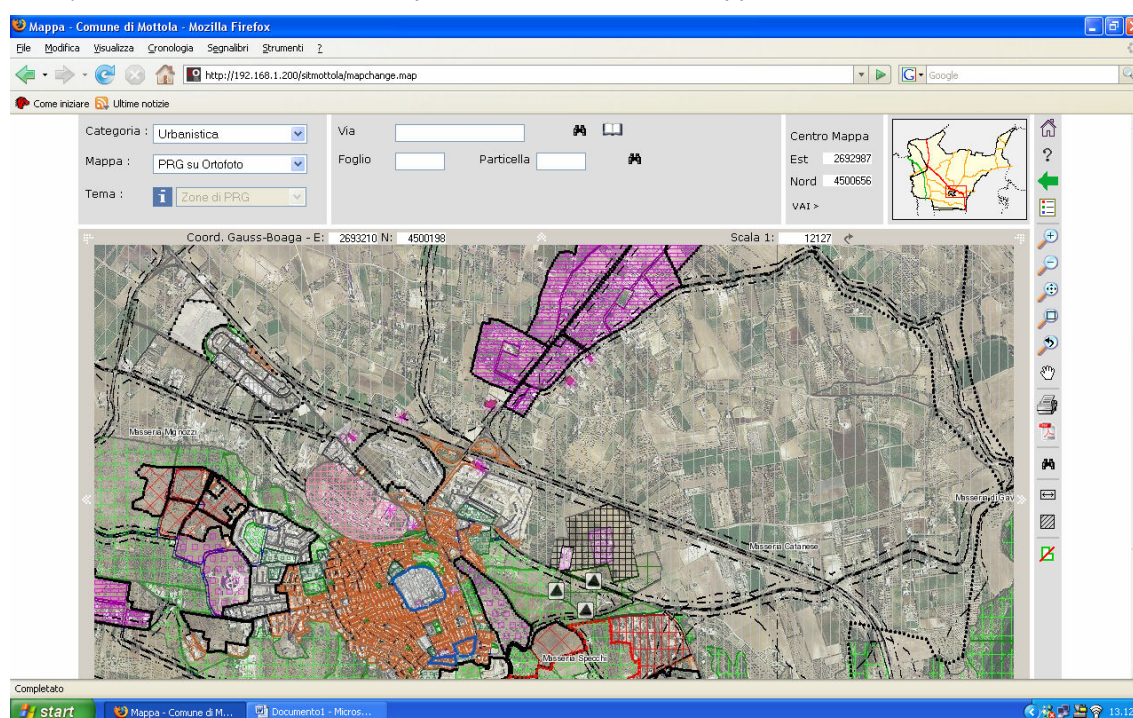 Mappa - Comune di Mottola - Mozilla Firefox
File Modifica Visualizza Cronologia Segnalibri Strumenti ?
http://192.168.1.200/sitmottola/mapchange.map
Google
Come iniziare Ultime notizie
Categoria : Urbanistica
Mappa : PRG su Ortofoto
Tema : Zone di PRG
Via
Foglio Particella
Centro Mappa
Est 2692987
Nord 4500656
VAI >
Coord. Gauss-Boaga - E: 2693210 N: 4500198 Scala 1: 12127
Masseria
Masseria di Gav
Masseria Catanese
Masseria Specchi
Completato
start Mappa - Comune di M... Documento1 - Micros... 13.12